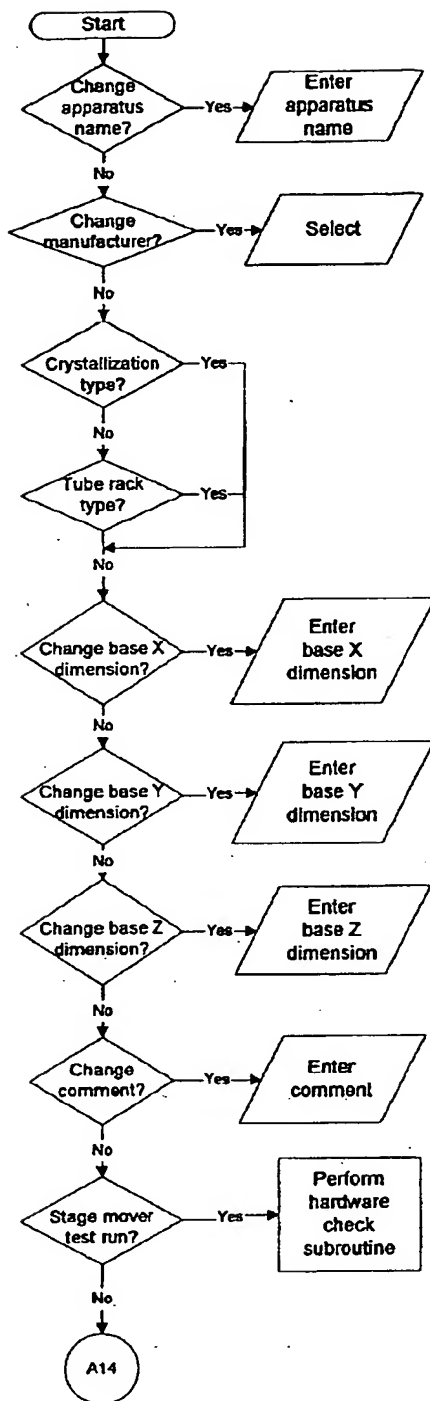 Start
Change
apparatus
name?
Yes
Enter
apparatus
name
No
Change
manufacturer?
Yes
Select
No
Crystallization
type?
Yes
No
Tube rack
type?
Yes
No
Change base X
dimension?
Yes
Enter
base X
dimension
No
Change base Y
dimension?
Yes
Enter
base Y
dimension
No
Change base Z
dimension?
Yes
Enter
base Z
dimension
No
Change
comment?
Yes
Enter
comment
No
Stage mover
test run?
Yes
Perform
hardware
check
subroutine
No
A14